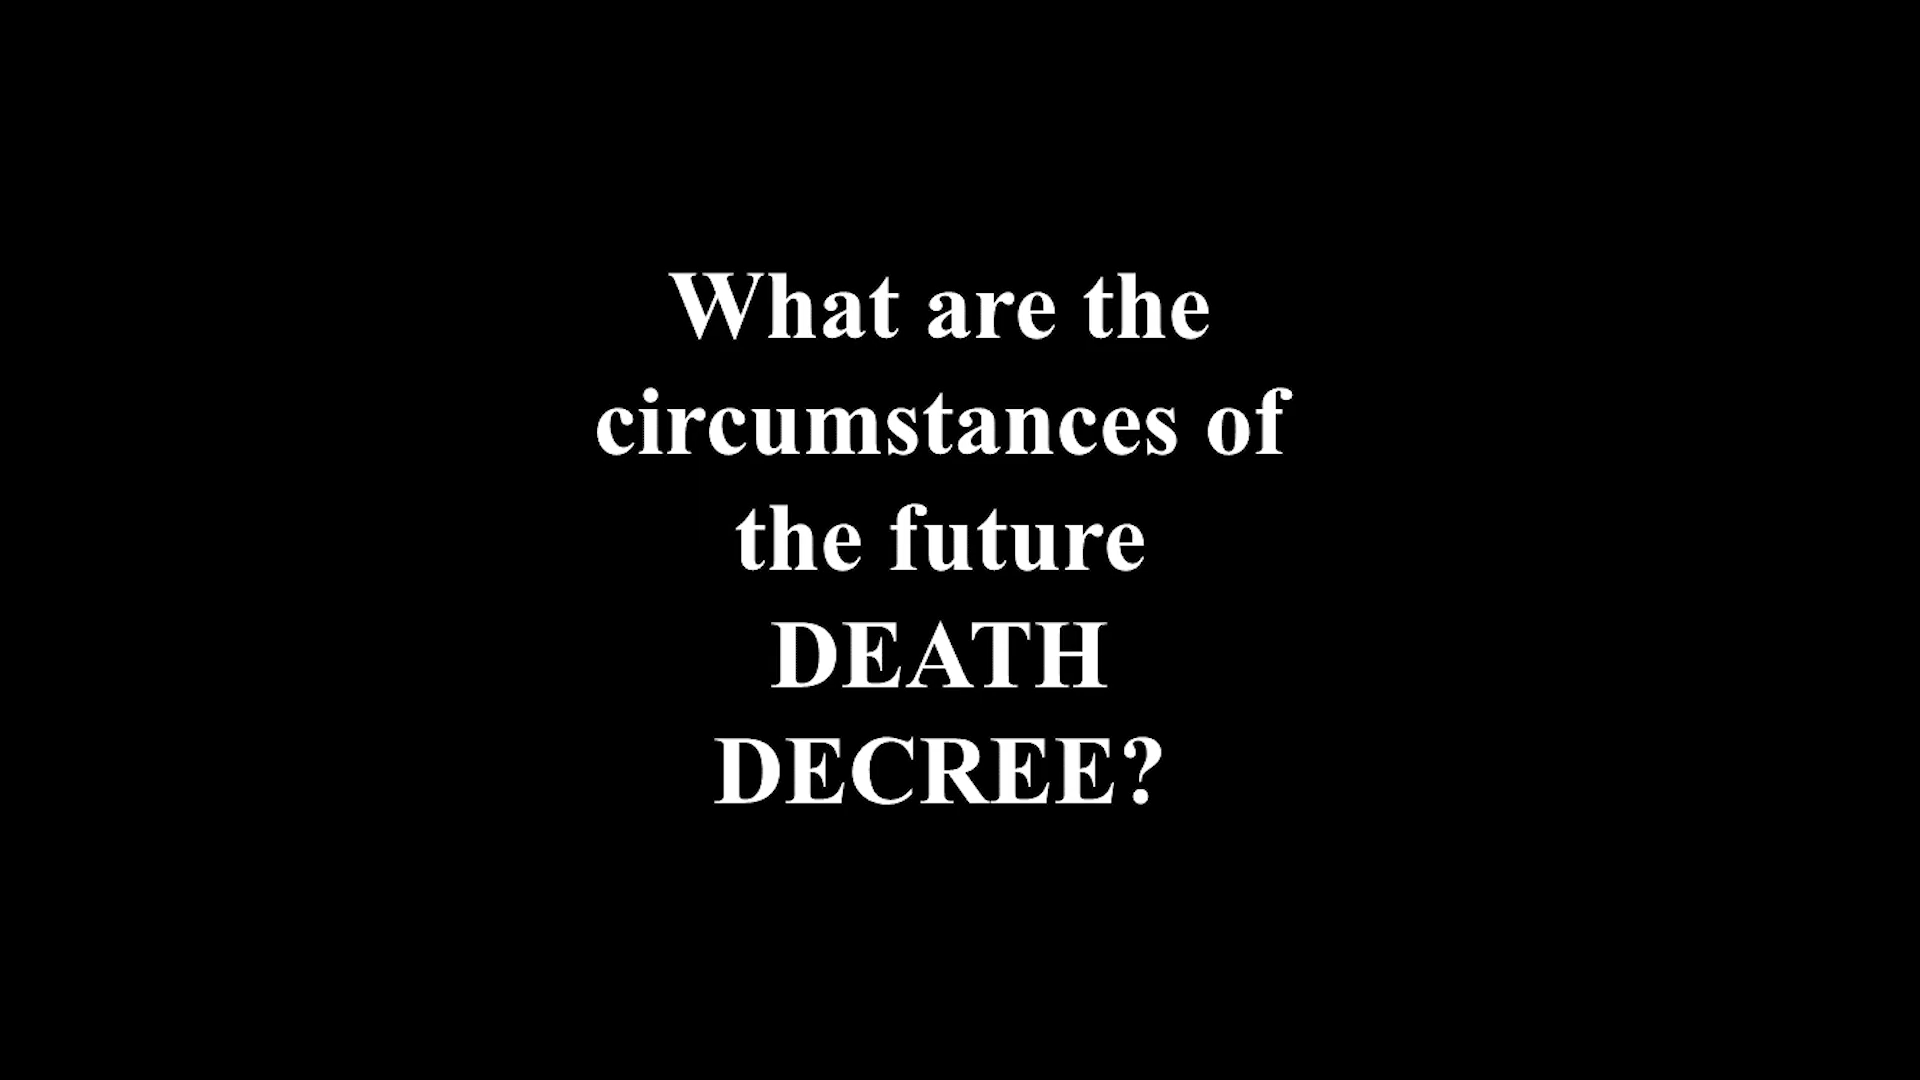 What are the
circumstances of
the future
DEATH
DECREE?